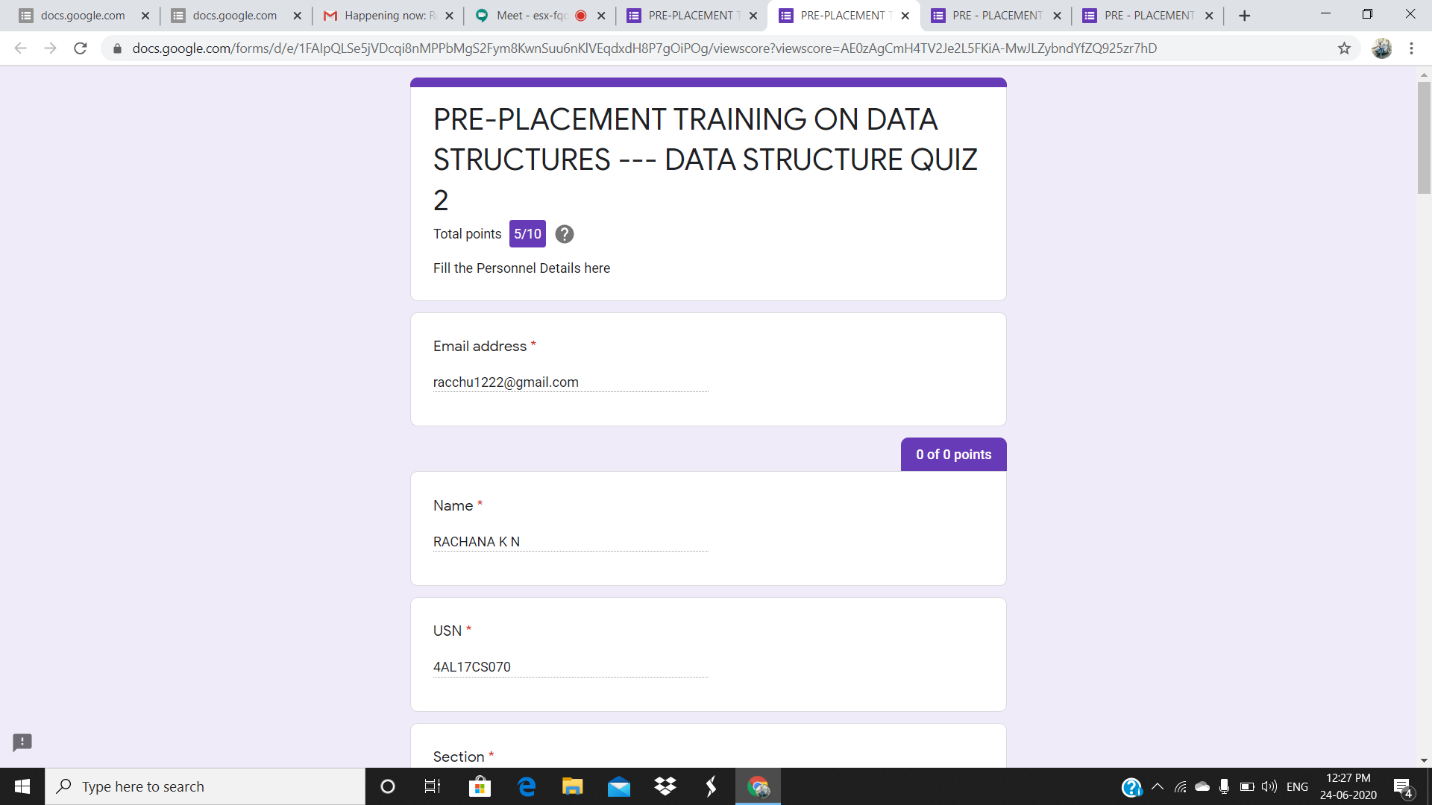 docs.google.com
docs.google.com
Happening now: R
Meet - esx-fqc
PRE-PLACEMENT T
PRE-PLACEMENT T
PRE - PLACEMENT
PRE - PLACEMENT
docs.google.com/forms/d/e/1FAIpQLSe5jVDcqi8nMPPbMgS2Fym8KwnSuu6nKlVEqdxdH8P7gOiPOg/viewscore?viewscore=AE0zAgCmH4TV2Je2L5FKiA-MwJLZybndYfZQ925zr7hD
PRE-PLACEMENT TRAINING ON DATA
STRUCTURES --- DATA STRUCTURE QUIZ
2
Total points 5/10 ?
Fill the Personnel Details here
Email address *
racchu1222@gmail.com
0 of 0 points
Name *
RACHANA K N
USN *
4AL17CS070
Section *
Type here to search
ENG
12:27 PM
24-06-2020
4